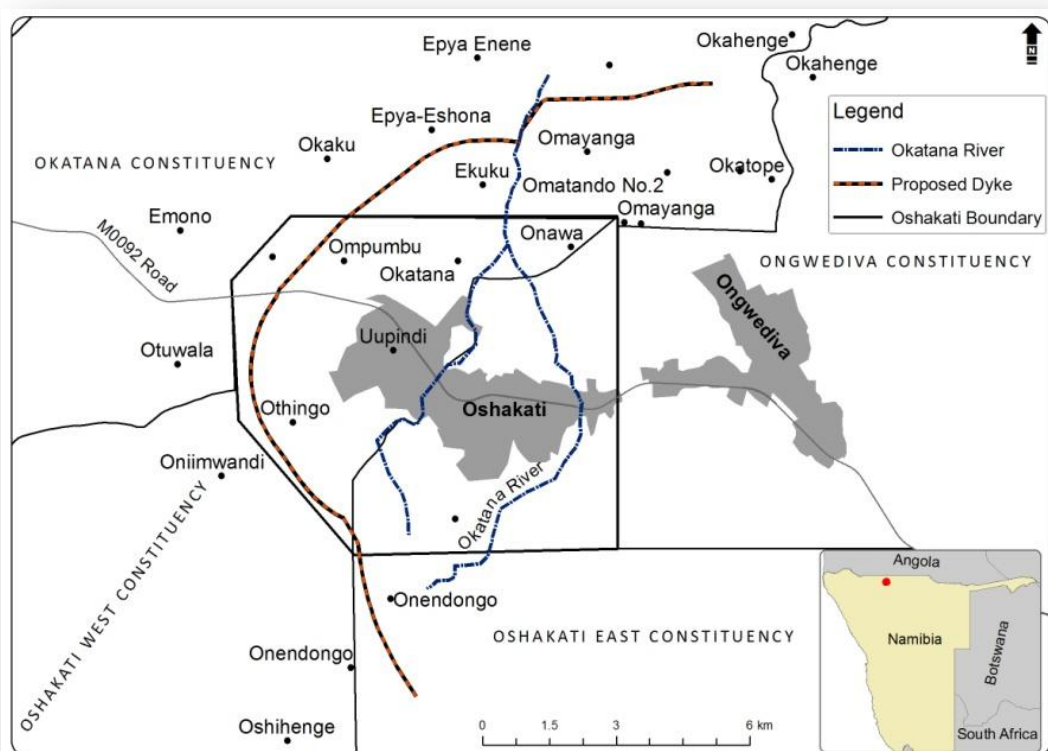 Epya Enene
Okahenge
Okahenge
N
Legend
Okatana River
Proposed Dyke
Oshakati Boundary
Epya-Eshona
Okaku
Omayanga
OKATANA CONSTITUENCY
Ekuku
Okatope
Omatando No.2
Emono
Omayanga
M0092 Road
Ompumbu
Onawa
Okatana
ONGWEDIVA CONSTITUENCY
Ongwediva
Uupindi
Otuwala
Othingo
Oshakati
Oniimwandi
Okatana River
OSHAKATI WEST CONSTITUENCY
Onendongo
OSHAKATI EAST CONSTITUENCY
Onendongo
Oshihenge
0 1.5 3 6 km
Angola
Namibia
Botswana
South Africa